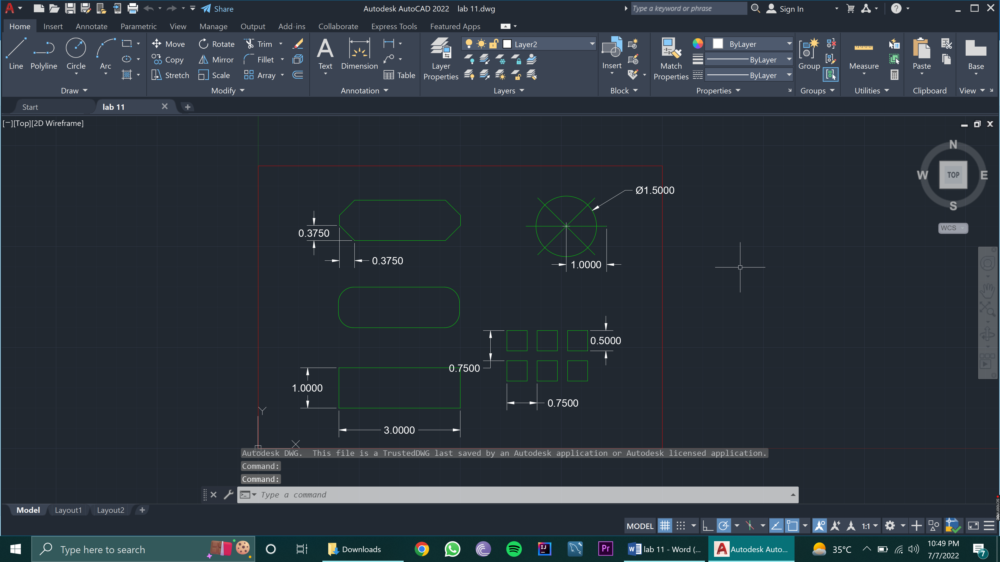 Share
Autodesk AutoCAD 2022 lab 11.dwg
Type a keyword or phrase
Sign In
Home Insert Annotate Parametric View Manage Output Add-ins Collaborate Express Tools Featured Apps
Line Polyline Circle Arc
Draw
Move Rotate Trim
Copy Mirror Fillet
Stretch Scale Array
Modify
Text Dimension
Table
Annotation
Layer Properties
Layer2
Layers
Insert
Block
Match Properties
ByLayer
ByLayer
ByLayer
Properties
Group
Groups
Measure
Utilities
Paste
Clipboard
Base
View
Start lab 11
[−][Top][2D Wireframe]
N
W TOP E
S
WCS
Ø1.5000
0.3750
0.3750
1.0000
0.5000
0.7500
1.0000
0.7500
3.0000
Y
X
Autodesk DWG. This file is a TrustedDWG last saved by an Autodesk application or Autodesk licensed application.
Command:
Command:
Type a command
Model Layout1 Layout2
MODEL 1:1
screenrec
Type here to search
Downloads
IJ
Pr
W lab 11 - Word (...
A Autodesk Auto...
35°C
10:49 PM
7/7/2022
7